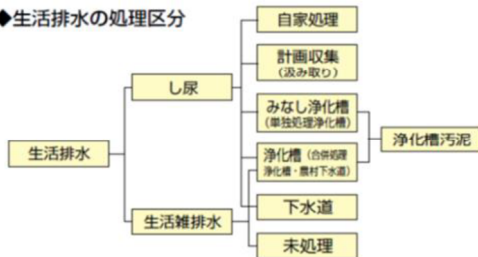 ◆生活排水の処理区分
自家処理
計画収集
(汲み取り)
し尿
みなし浄化槽
(単独処理浄化槽)
浄化槽汚泥
生活排水
浄化槽(合併処理
浄化槽・農村下水道)
下水道
生活雑排水
未処理